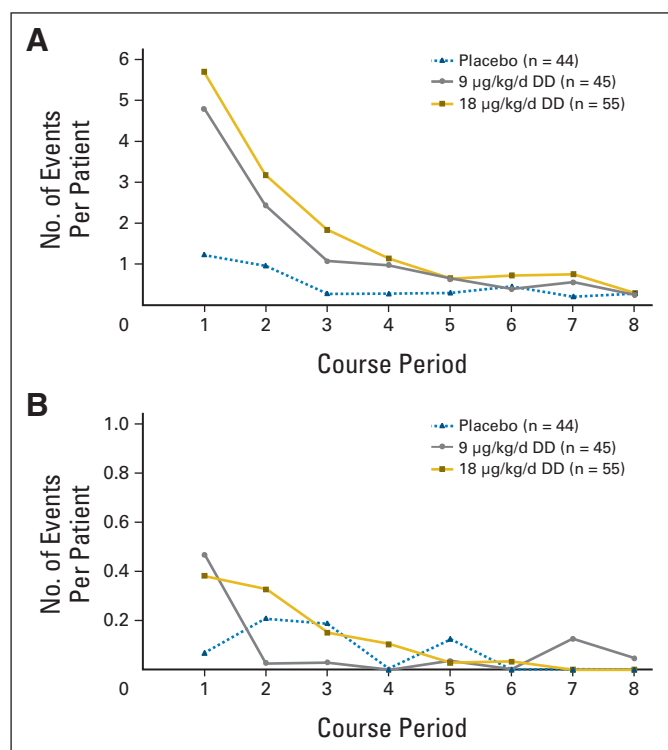 A
6
5
4
3
2
1
0
No. of Events
Per Patient
Placebo (n = 44)
9 µg/kg/d DD (n = 45)
18 µg/kg/d DD (n = 55)
1 2 3 4 5 6 7 8
Course Period
B
1.0
0.8
0.6
0.4
0.2
0
No. of Events
Per Patient
Placebo (n = 44)
9 µg/kg/d DD (n = 45)
18 µg/kg/d DD (n = 55)
1 2 3 4 5 6 7 8
Course Period